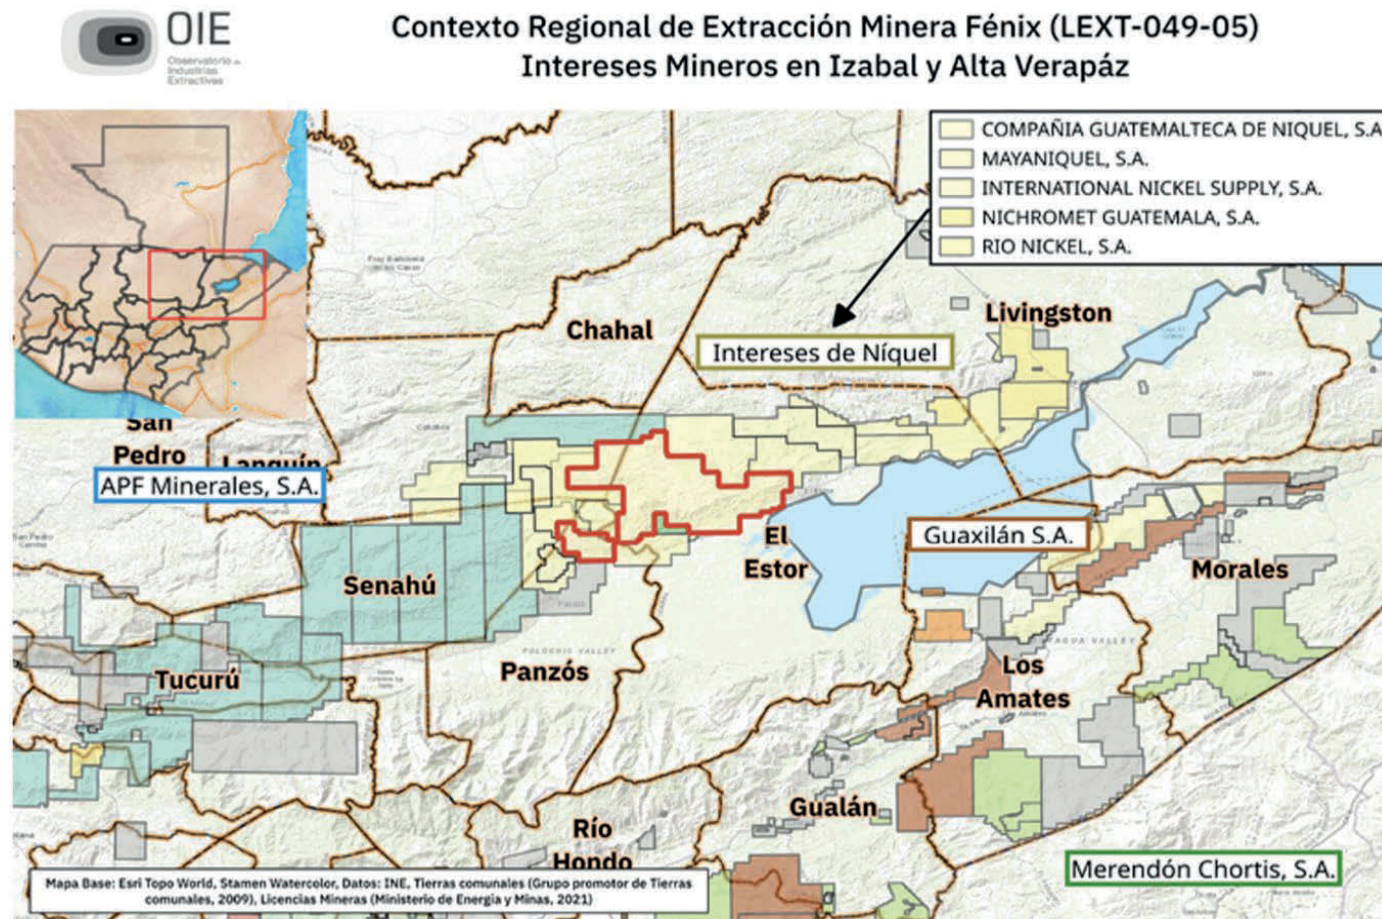 OIE
Observatorio de
Industrias
Extractivas
Contexto Regional de Extracción Minera Fénix (LEXT-049-05)
Intereses Mineros en Izabal y Alta Verapáz
COMPAÑIA GUATEMALTECA DE NIQUEL, S.A
MAYANIQUEL, S.A.
INTERNATIONAL NICKEL SUPPLY, S.A.
NICHROMET GUATEMALA, S.A.
RIO NICKEL, S.A.
Livingston
Chahal
Intereses de Níquel
San
Pedro
Lanquín
APF Minerales, S.A.
El
Estor
Guaxilán S.A.
Morales
Senahú
POLOCHIC VALLEY
Panzós
Tucurú
Los
Amates
Gualán
Río
Hondo
Merendón Chortis, S.A.
Mapa Base: Esri Topo World, Stamen Watercolor, Datos: INE, Tierras comunales (Grupo promotor de Tierras
comunales, 2009), Licencias Mineras (Ministerio de Energía y Minas, 2021)